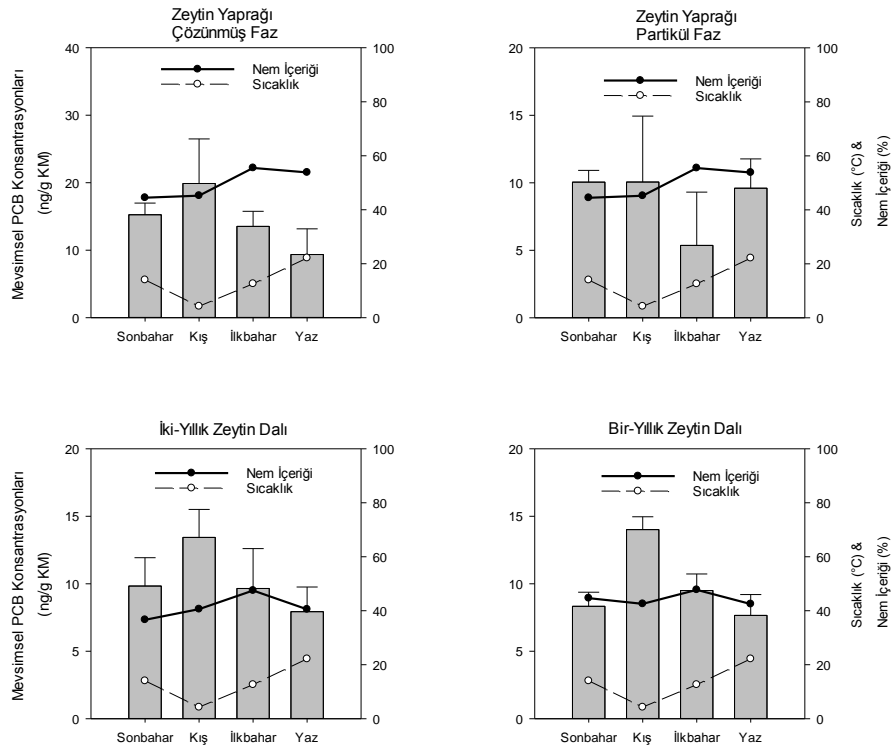 Zeytin Yaprağı
Çözünmüş Faz
Mevsimsel PCB Konsantrasyonları
(ng/g KM)
40
30
20
10
0
100
80
60
40
20
0
Nem İçeriği
Sıcaklık
Sonbahar Kış İlkbahar Yaz
Zeytin Yaprağı
Partikül Faz
20
15
10
5
0
100
80
60
40
20
0
Nem İçeriği
Sıcaklık
Sonbahar Kış İlkbahar Yaz
Sıcaklık (°C) &
Nem İçeriği (%)
İki-Yıllık Zeytin Dalı
Mevsimsel PCB Konsantrasyonları
(ng/g KM)
20
15
10
5
0
100
80
60
40
20
0
Nem İçeriği
Sıcaklık
Sonbahar Kış İlkbahar Yaz
Bir-Yıllık Zeytin Dalı
20
15
10
5
0
100
80
60
40
20
0
Nem İçeriği
Sıcaklık
Sonbahar Kış İlkbahar Yaz
Sıcaklık (°C) &
Nem İçeriği (%)